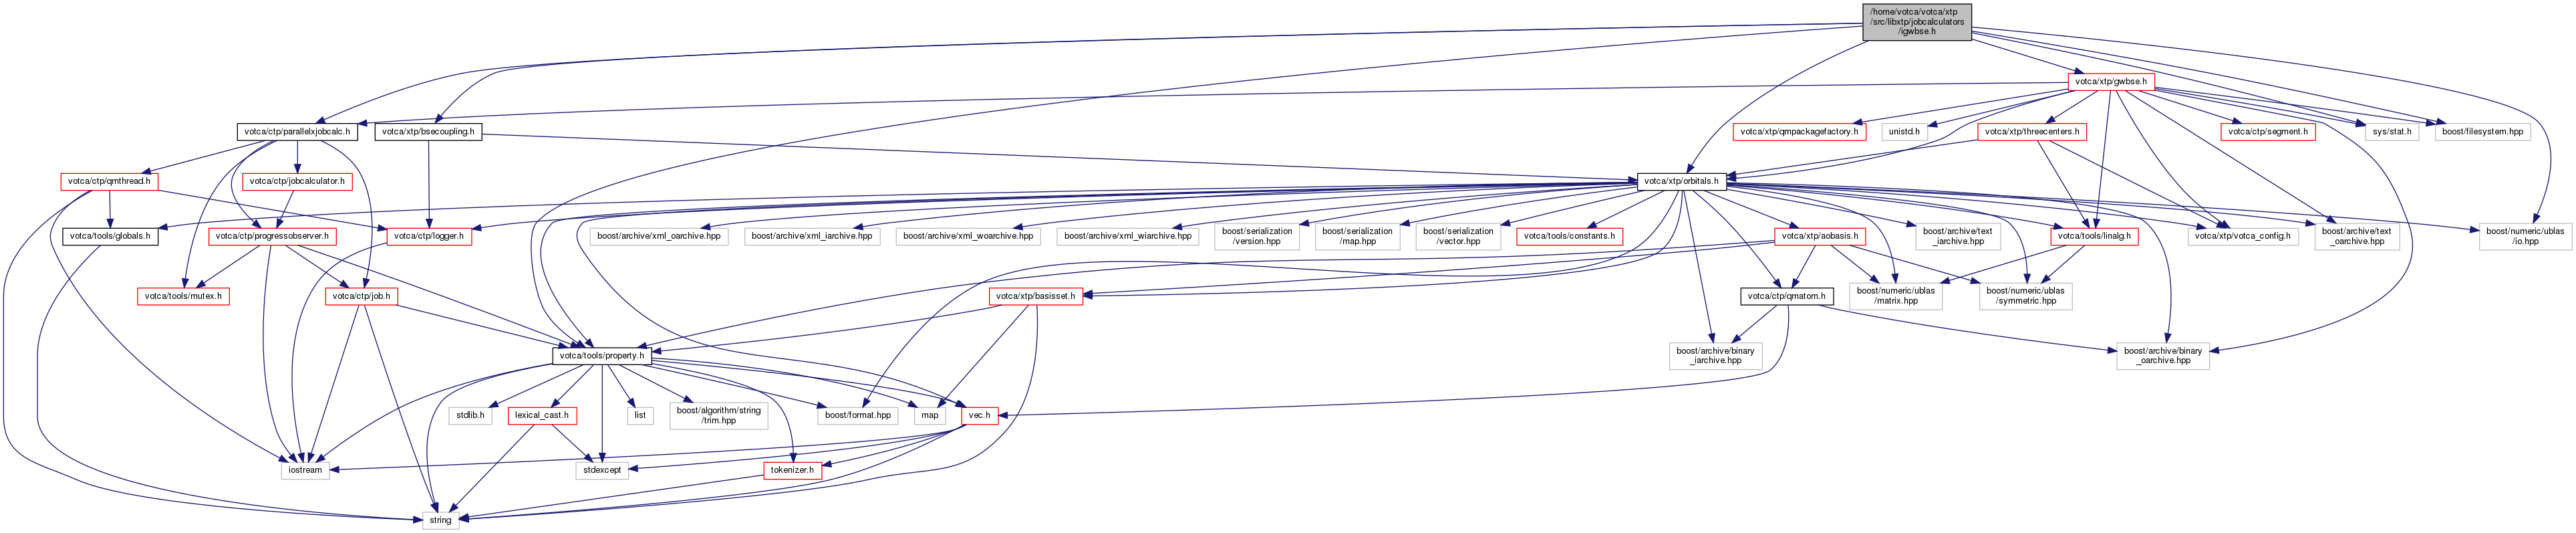 /home/votca/votca/xtp
/src/libxtp/jobcalculators
/igwbse.h
votca/xtp/gwbse.h
votca/ctp/parallelxjobcalc.h
votca/xtp/bsecoupling.h
votca/xtp/qmpackagefactory.h
unistd.h
votca/xtp/threecenters.h
votca/ctp/segment.h
sys/stat.h
boost/filesystem.hpp
votca/ctp/qmthread.h
votca/ctp/jobcalculator.h
votca/xtp/orbitals.h
votca/tools/globals.h
votca/ctp/progressobserver.h
votca/ctp/logger.h
boost/archive/xml_oarchive.hpp
boost/archive/xml_iarchive.hpp
boost/archive/xml_woarchive.hpp
boost/archive/xml_wiarchive.hpp
boost/serialization
/version.hpp
boost/serialization
/map.hpp
boost/serialization
/vector.hpp
votca/tools/constants.h
votca/xtp/aobasis.h
boost/archive/text
_iarchive.hpp
votca/tools/linalg.h
votca/xtp/votca_config.h
boost/archive/text
_oarchive.hpp
boost/numeric/ublas
/io.hpp
votca/tools/mutex.h
votca/ctp/job.h
votca/xtp/basisset.h
votca/ctp/qmatom.h
boost/numeric/ublas
/matrix.hpp
boost/numeric/ublas
/symmetric.hpp
votca/tools/property.h
boost/archive/binary
_iarchive.hpp
boost/archive/binary
_oarchive.hpp
stdlib.h
lexical_cast.h
list
boost/algorithm/string
/trim.hpp
boost/format.hpp
map
vec.h
iostream
stdexcept
tokenizer.h
string